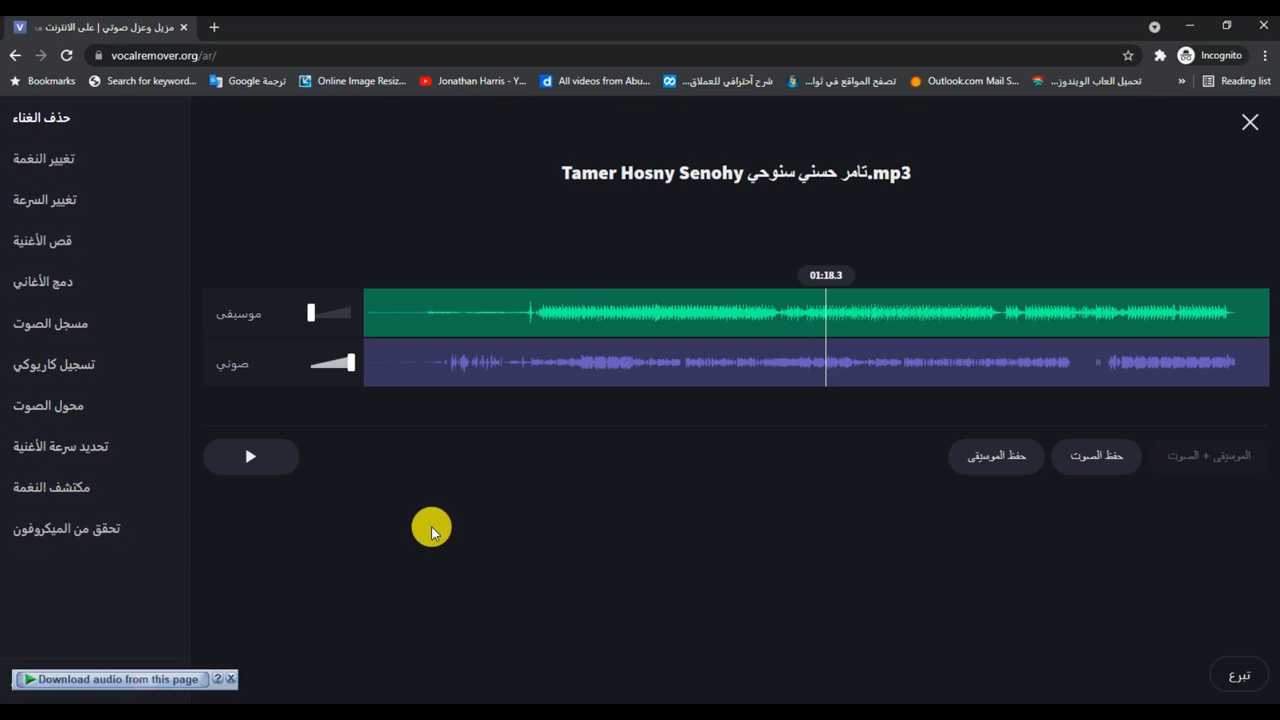 مزيل وعزل صوتي | على الانترنت
vocalremover.org/ar/
Incognito
Bookmarks
Search for keyword...
ترجمة Google
Online Image Resiz...
Jonathan Harris - Y...
All videos from Abu...
شرح آحترافي للعملاق...
تصفح المواقع في ثوا...
Outlook.com Mail S...
تحميل العاب الويندوز...
»
Reading list
حذف الغناء
تغيير النغمة
تغيير السرعة
قص الأغنية
دمج الأغاني
مسجل الصوت
تسجيل كاريوكي
محول الصوت
تحديد سرعة الأغنية
مكتشف النغمة
تحقق من الميكروفون
Tamer Hosny Senohy تامر حسني سنوحي.mp3
01:18.3
موسيقى
صوتي
حفظ الموسيقى
حفظ الصوت
الموسيقى + الصوت
Download audio from this page
?
X
تبرع